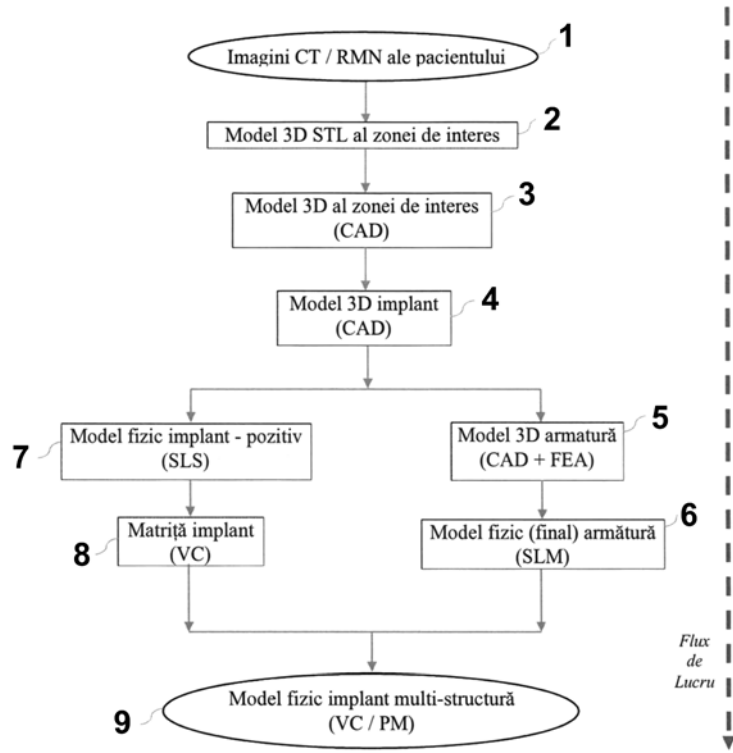 1
Imagini CT / RMN ale pacientului
2
Model 3D STL al zonei de interes
3
Model 3D al zonei de interes
(CAD)
4
Model 3D implant
(CAD)
7
Model fizic implant - pozitiv
(SLS)
5
Model 3D armatură
(CAD + FEA)
8
Matriță implant
(VC)
6
Model fizic (final) armătură
(SLM)
Flux
de
Lucru
9
Model fizic implant multi-structură
(VC / PM)